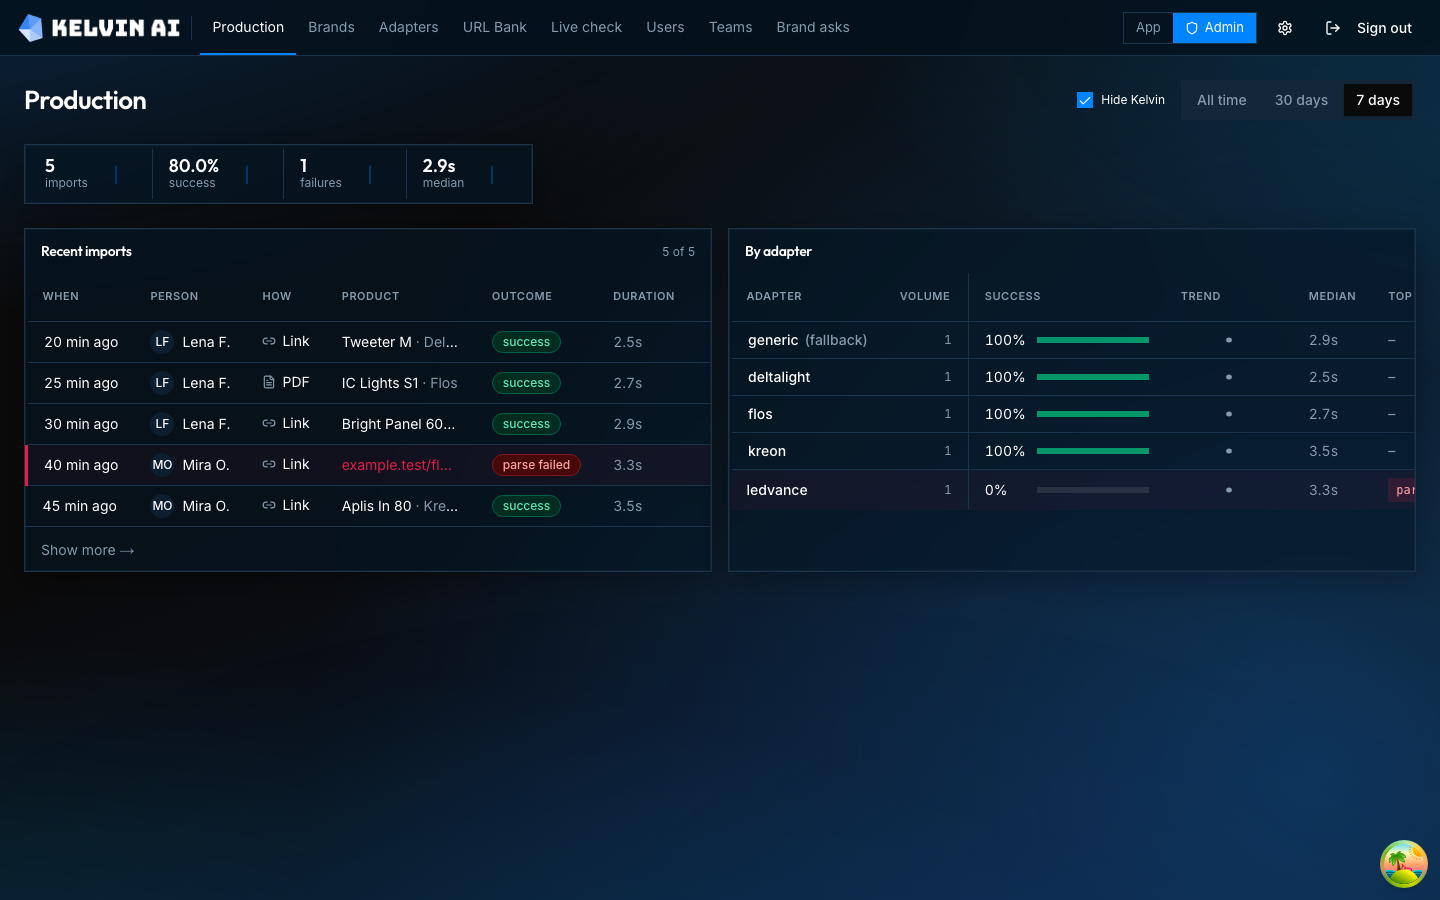 KELVIN AI
Production Brands Adapters URL Bank Live check Users Teams Brand asks
App Admin Sign out
Production
Hide Kelvin All time 30 days 7 days
5 80.0% 1 2.9s
imports success failures median
Recent imports 5 of 5
WHEN PERSON HOW PRODUCT OUTCOME DURATION
20 min ago LF Lena F. Link Tweeter M · Del... success 2.5s
25 min ago LF Lena F. PDF IC Lights S1 · Flos success 2.7s
30 min ago LF Lena F. Link Bright Panel 60... success 2.9s
40 min ago MO Mira O. Link example.test/fl... parse failed 3.3s
45 min ago MO Mira O. Link Aplis In 80 · Kre... success 3.5s
Show more →
By adapter
ADAPTER VOLUME SUCCESS TREND MEDIAN TOP
generic (fallback) 1 100% 2.9s –
deltalight 1 100% 2.5s –
flos 1 100% 2.7s –
kreon 1 100% 3.5s –
ledvance 1 0% 3.3s par